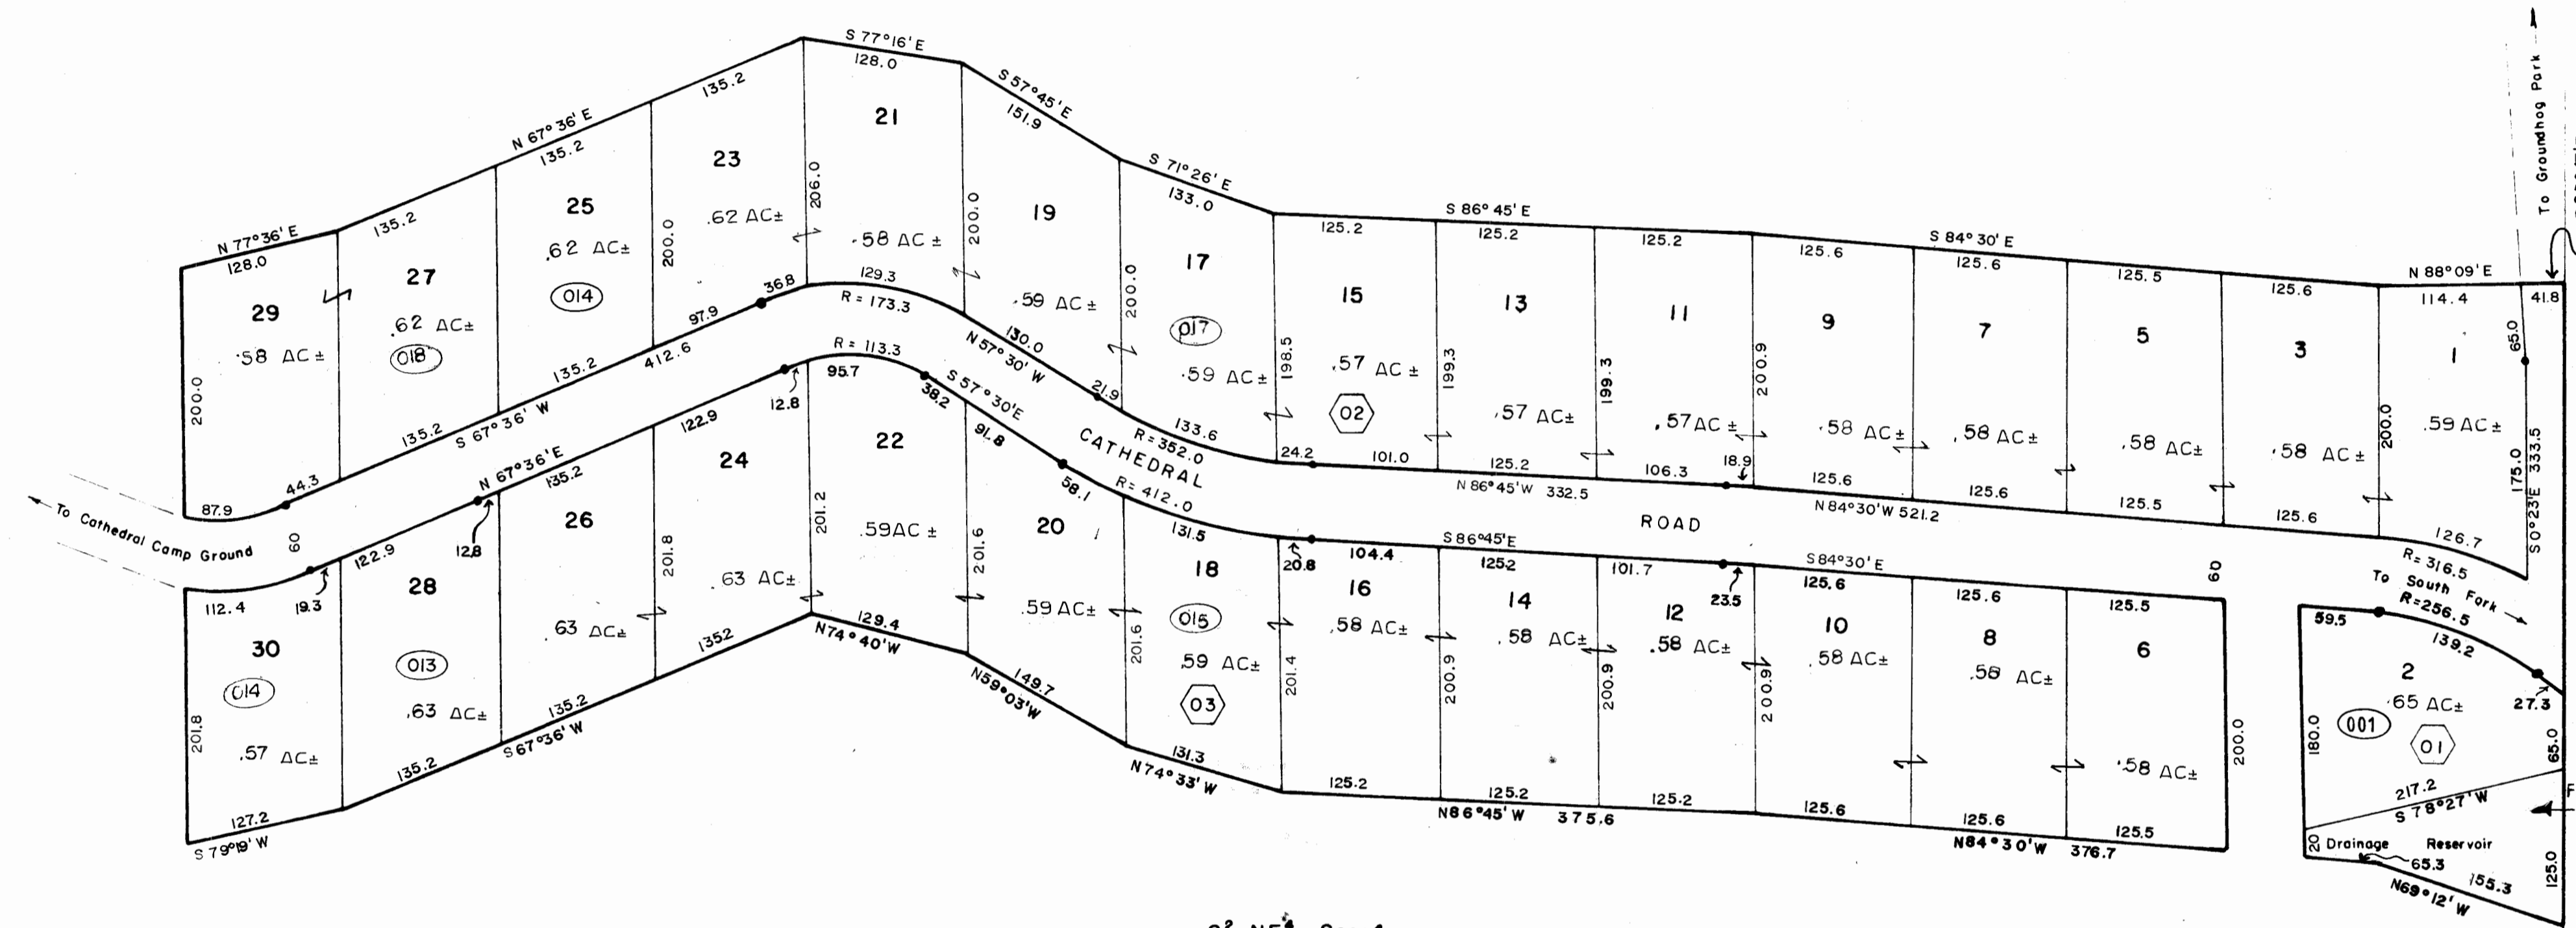 S 77°16' E
128.0
S 57°45' E
151.9
S 71°26' E
133.0
S 86°45' E
125.2
125.2
125.2
S 84°30' E
125.6
125.6
125.5
125.6
N 88°09' E
114.4
41.8
To Groundhog Park
N 77°36' E
128.0
135.2
N 67°36' E
135.2
135.2
29
.58 AC±
200.0
27
.62 AC±
018
25
.62 AC±
014
200.0
23
.62 AC±
206.0
21
.58 AC±
200.0
19
.59 AC±
200.0
17
017
.59 AC±
198.5
15
.57 AC±
02
199.3
13
.57 AC±
199.3
11
.57 AC±
200.9
9
.58 AC±
7
.58 AC±
5
.58 AC±
3
.58 AC±
200.0
1
.59 AC±
65.0
175.0
S 0°23'E 333.5
87.9
44.3
135.2
S 67°36' W
135.2
412.6
97.9
36.8
129.3
R = 173.3
130.0
N 57°30' W
21.9
133.6
R = 352.0
24.2
101.0
125.2
N 86°45'W 332.5
106.3
18.9
125.6
125.6
N 84°30'W 521.2
125.5
125.6
126.7
R = 316.5
To Cathedral Camp Ground
60
CATHEDRAL
ROAD
60
To South Fork
112.4
19.3
122.9
12.8
N 67°36'E
135.2
122.9
12.8
95.7
R = 113.3
38.2
S 57°30'E
91.8
58.1
R = 412.0
131.5
20.8
104.4
S 86°45'E
125.2
101.7
23.5
S 84°30' E
125.6
125.6
125.5
59.5
R=256.5
139.2
27.3
30
014
.57 AC±
201.8
28
013
.63 AC±
26
.63 AC±
201.8
24
.63 AC±
201.2
22
.59AC±
201.6
20
.59 AC±
201.6
18
015
.59 AC±
03
201.4
16
.58 AC±
200.9
14
.58 AC±
200.9
12
.58 AC±
200.9
10
.58 AC±
8
.58 AC±
6
.58 AC±
200.0
2
.65 AC±
001
01
180.0
65.0
217.2
S 78°27' W
20
Drainage Reservoir
65.3
155.3
N69°12'W
125.0
127.2
S 79°19' W
135.2
135.2
S 67°36' W
135.2
129.4
N74°40'W
149.7
N59°03'W
131.3
N74°33' W
125.2
125.2
N86°45'W 375.6
125.2
125.6
125.6
N84°30'W 376.7
125.5